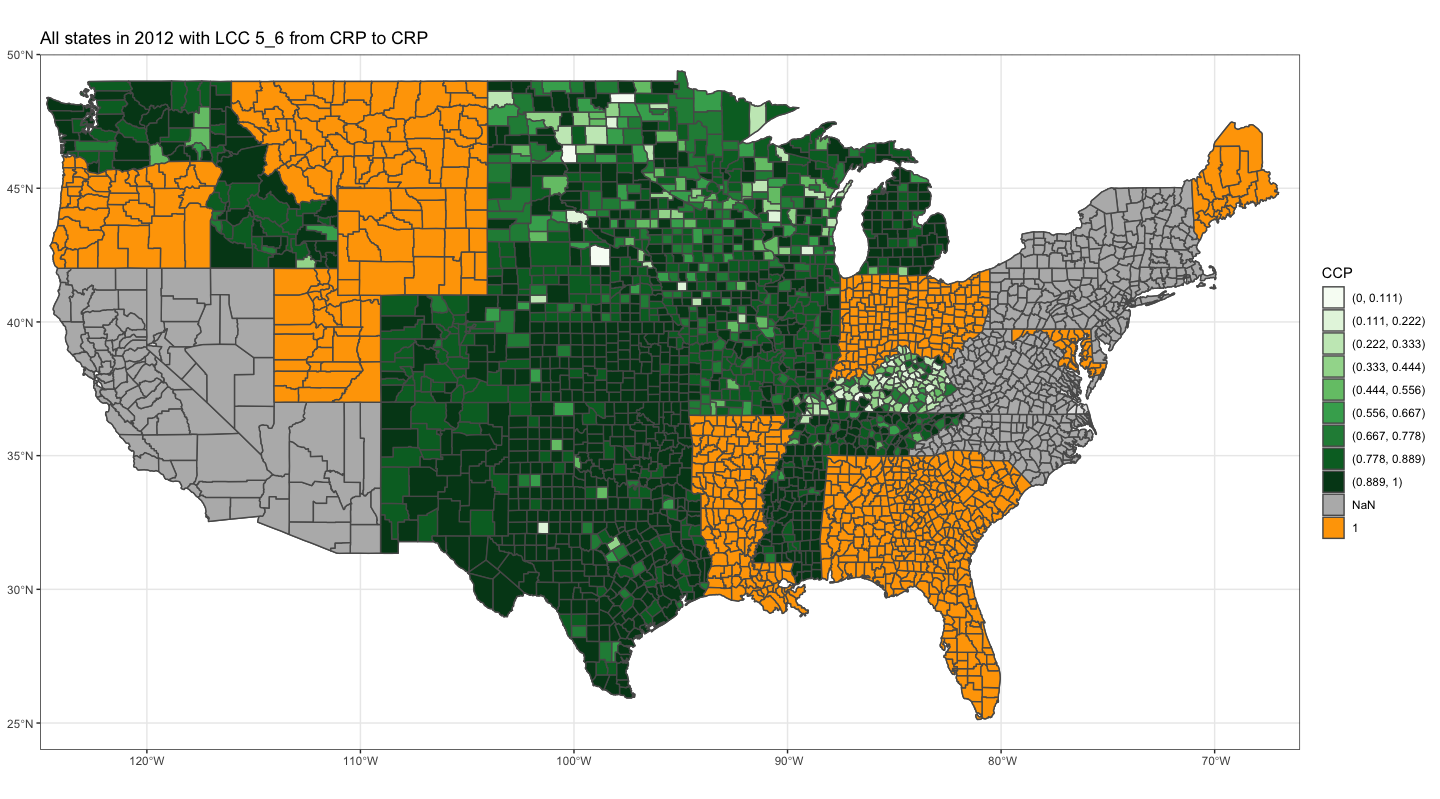 All states in 2012 with LCC 5_6 from CRP to CRP
50°N
45°N
40°N
35°N
30°N
25°N
120°W
110°W
100°W
90°W
80°W
70°W
CCP
(0, 0.111)
(0.111, 0.222)
(0.222, 0.333)
(0.333, 0.444)
(0.444, 0.556)
(0.556, 0.667)
(0.667, 0.778)
(0.778, 0.889)
(0.889, 1)
NaN
1